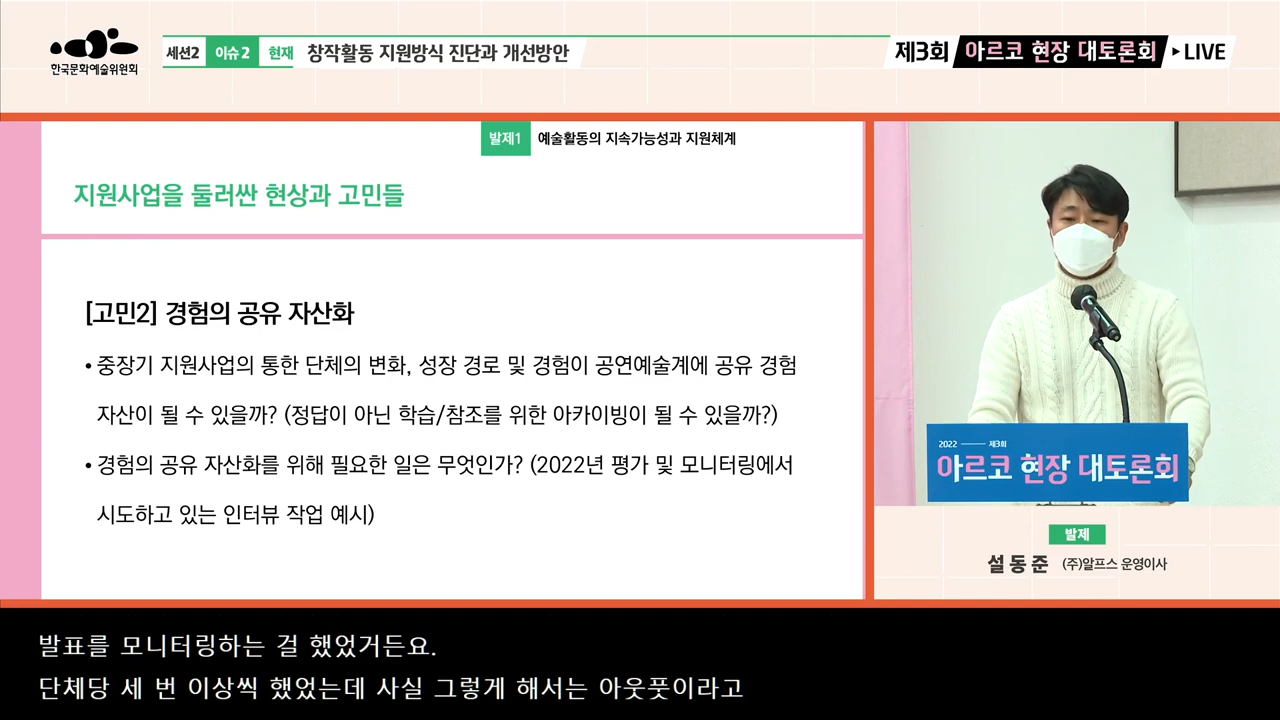 한국문화예술위원회
세션2 이슈 2 현재 창작활동 지원방식 진단과 개선방안
제3회 아르코 현장 대토론회 LIVE
발제1 예술활동의 지속가능성과 지원체계
지원사업을 둘러싼 현상과 고민들
[고민2] 경험의 공유 자산화
• 중장기 지원사업의 통한 단체의 변화, 성장 경로 및 경험이 공연예술계에 공유 경험
자산이 될 수 있을까? (정답이 아닌 학습/참조를 위한 아카이빙이 될 수 있을까?)
• 경험의 공유 자산화를 위해 필요한 일은 무엇인가? (2022년 평가 및 모니터링에서
시도하고 있는 인터뷰 작업 예시)
2022 제3회
아르코 현장 대토론회
발제
설동준 (주)알프스 운영이사
발표를 모니터링하는 걸 했었거든요.
단체당 세 번 이상씩 했었는데 사실 그렇게 해서는 아웃풋이라고